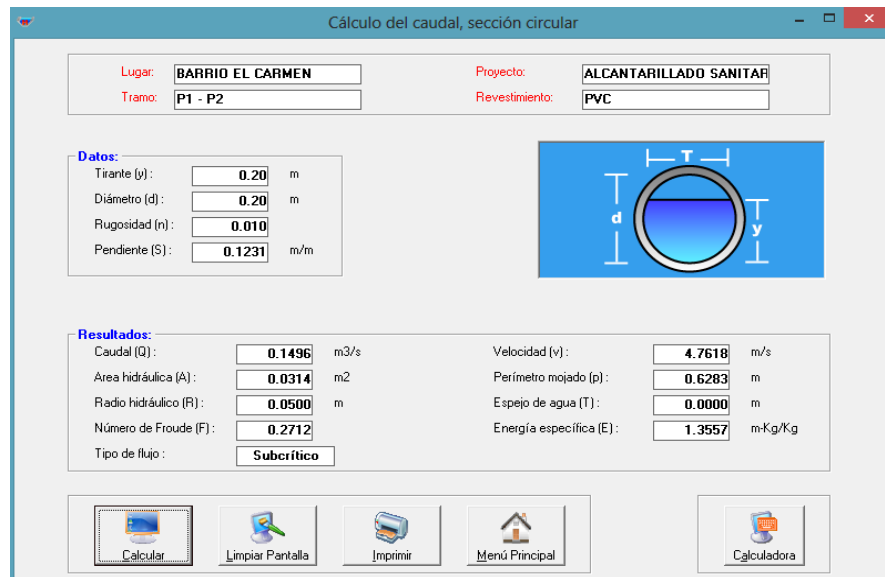 Cálculo del caudal, sección circular
Lugar: BARRIO EL CARMEN Proyecto: ALCANTARILLADO SANITAR
Tramo: P1 - P2 Revestimiento: PVC
Datos:
Tirante (y) : 0.20 m
Diámetro (d) : 0.20 m
Rugosidad (n) : 0.010
Pendiente (S) : 0.1231 m/m
T
d
y
Resultados:
Caudal (Q) : 0.1496 m3/s Velocidad (v) : 4.7618 m/s
Area hidráulica (A) : 0.0314 m2 Perímetro mojado (p) : 0.6283 m
Radio hidráulico (R) : 0.0500 m Espejo de agua (T) : 0.0000 m
Número de Froude (F) : 0.2712 Energía específica (E) : 1.3557 m-Kg/Kg
Tipo de flujo : Subcrítico
Calcular Limpiar Pantalla Imprimir Menú Principal Calculadora